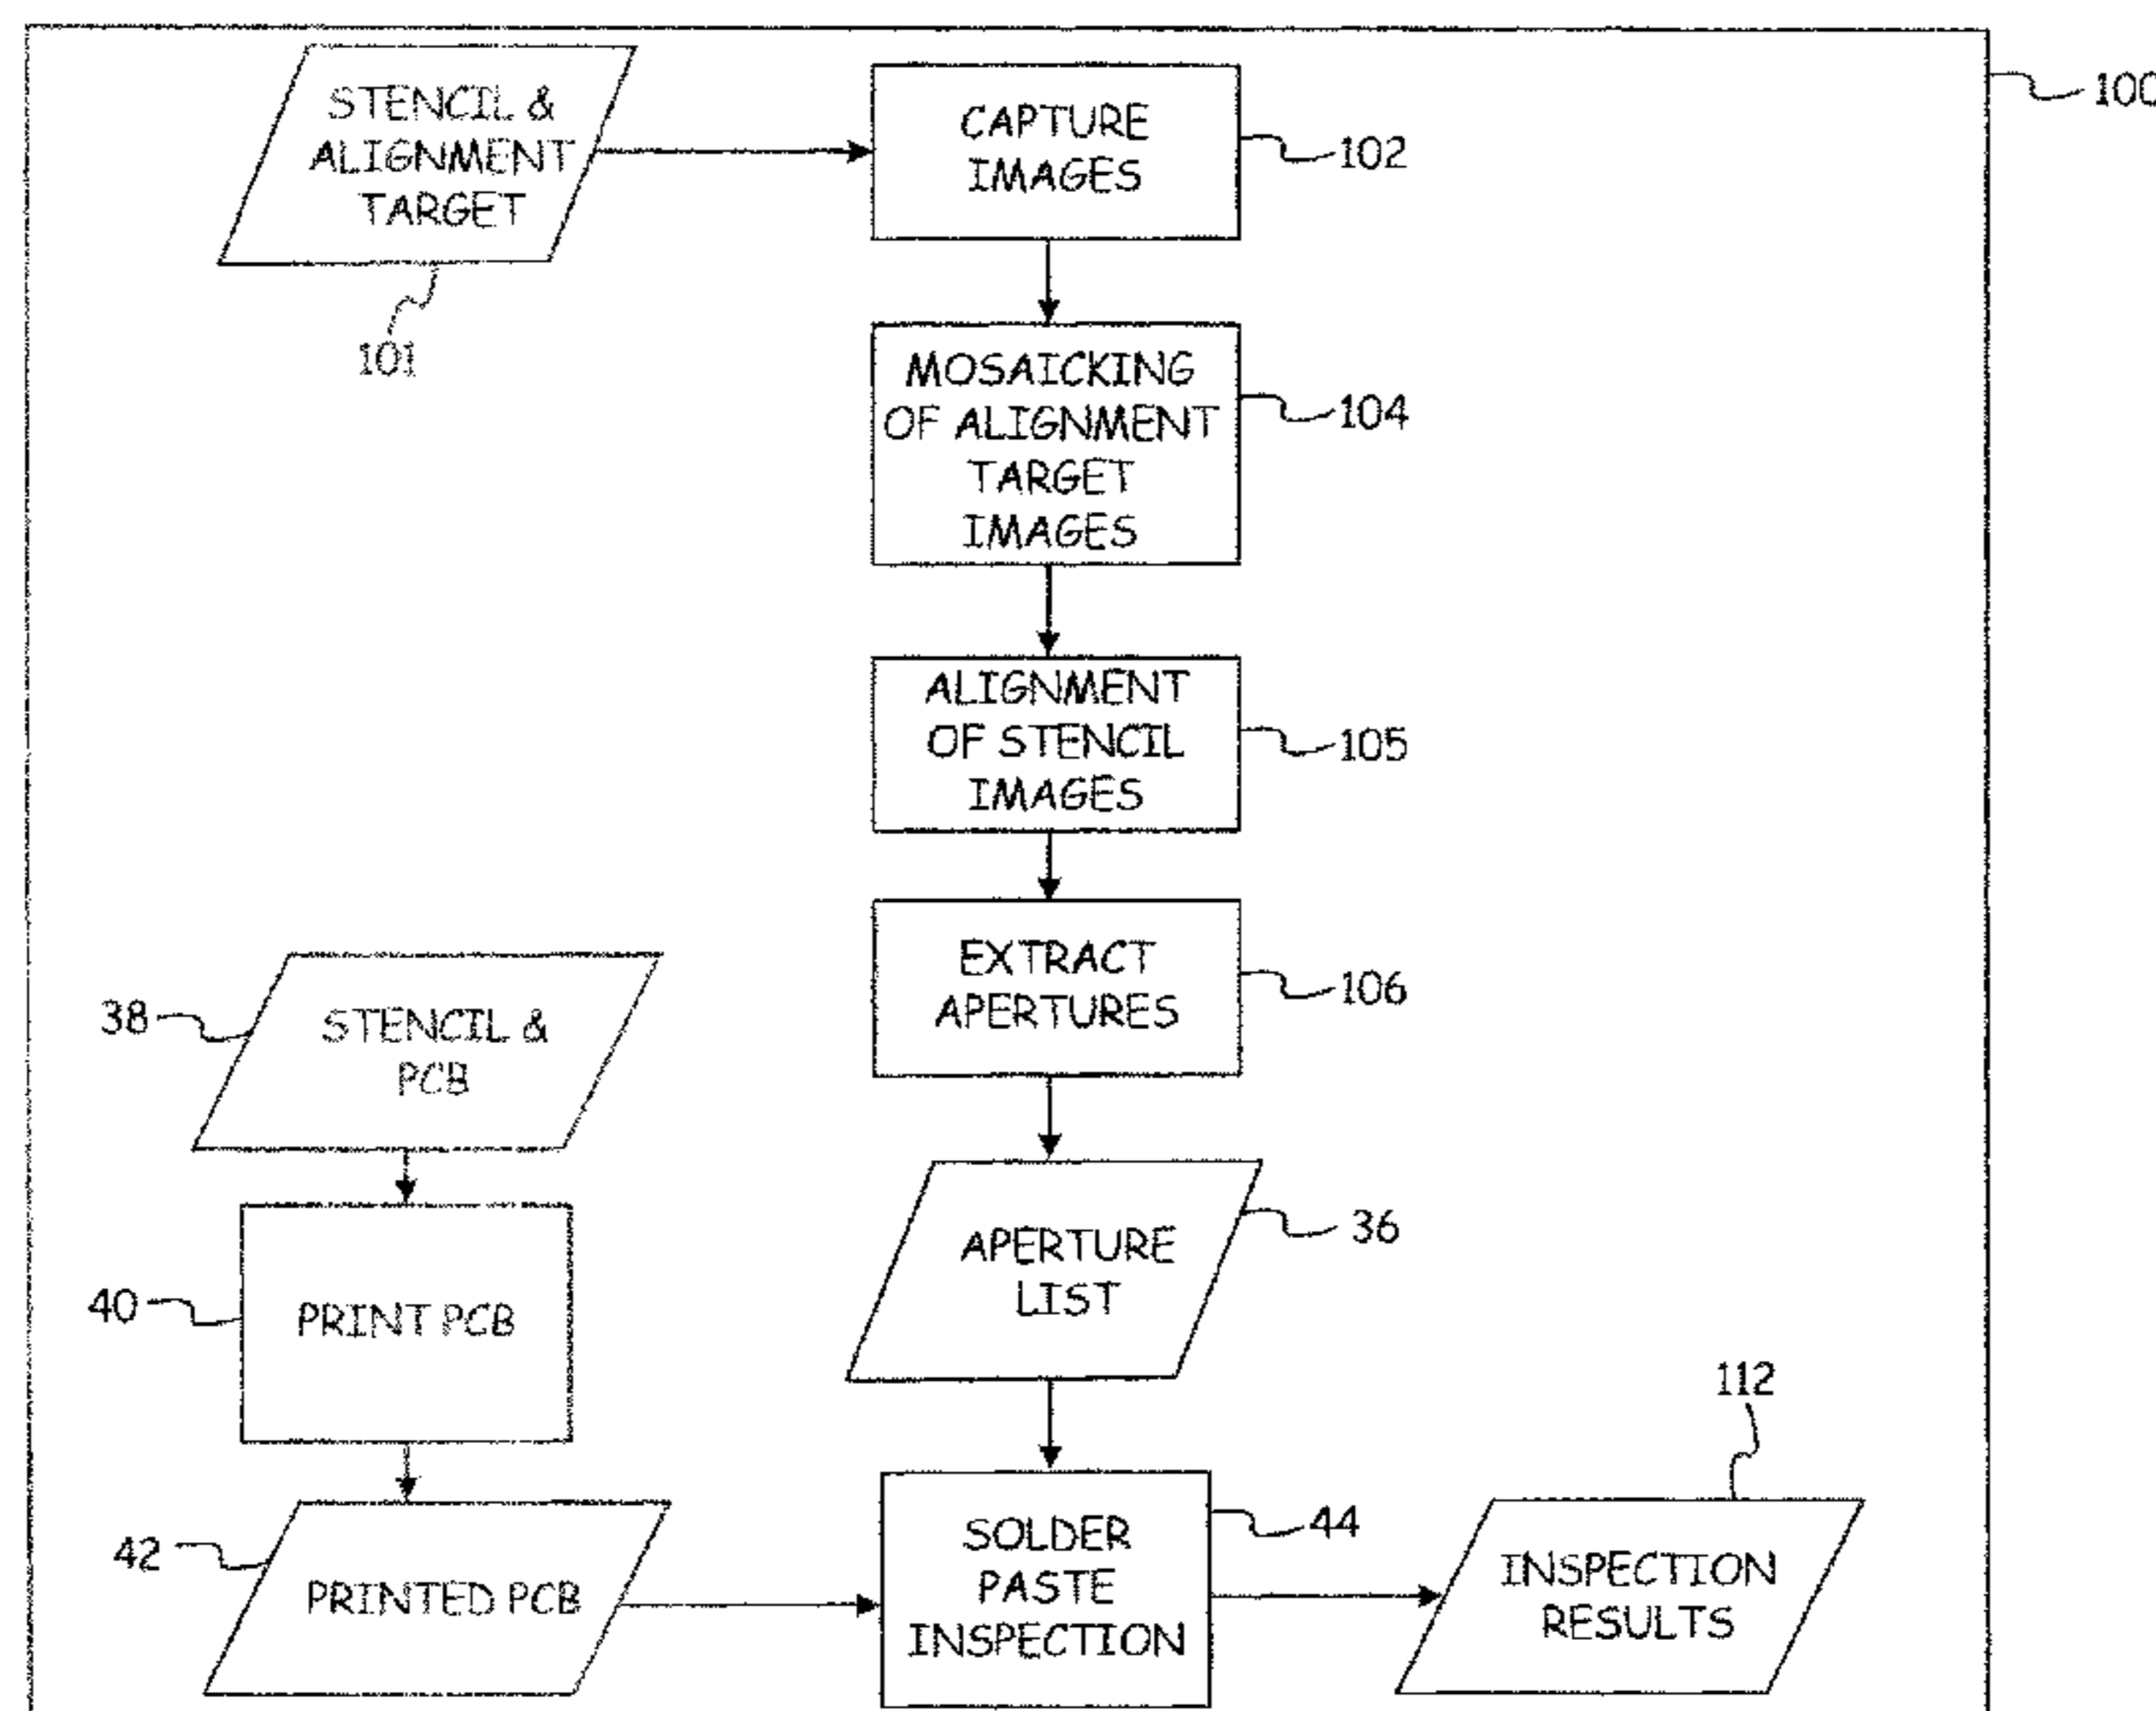 STENCIL &
ALIGNMENT
TARGET
101
CAPTURE
IMAGES
102
100
MOSAICKING
OF ALIGNMENT
TARGET
IMAGES
104
ALIGNMENT
OF STENCIL
IMAGES
105
EXTRACT
APERTURES
106
38
STENCIL &
PCB
APERTURE
LIST
36
40
PRINT PCB
112
42
PRINTED PCB
SOLDER
PASTE
INSPECTION
44
INSPECTION
RESULTS